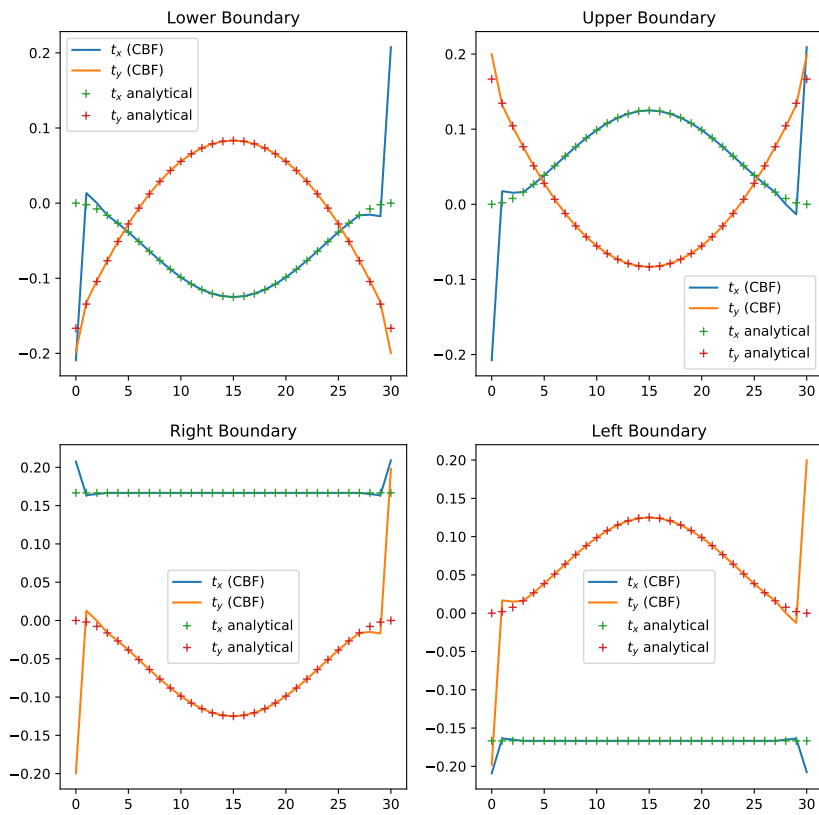 Lower Boundary
0.2
0.1
0.0
−0.1
−0.2
0 5 10 15 20 25 30
t_x (CBF)
t_y (CBF)
t_x analytical
t_y analytical
Upper Boundary
0.2
0.1
0.0
−0.1
−0.2
0 5 10 15 20 25 30
t_x (CBF)
t_y (CBF)
t_x analytical
t_y analytical
Right Boundary
0.20
0.15
0.10
0.05
0.00
−0.05
−0.10
−0.15
−0.20
0 5 10 15 20 25 30
t_x (CBF)
t_y (CBF)
t_x analytical
t_y analytical
Left Boundary
0.20
0.15
0.10
0.05
0.00
−0.05
−0.10
−0.15
−0.20
0 5 10 15 20 25 30
t_x (CBF)
t_y (CBF)
t_x analytical
t_y analytical